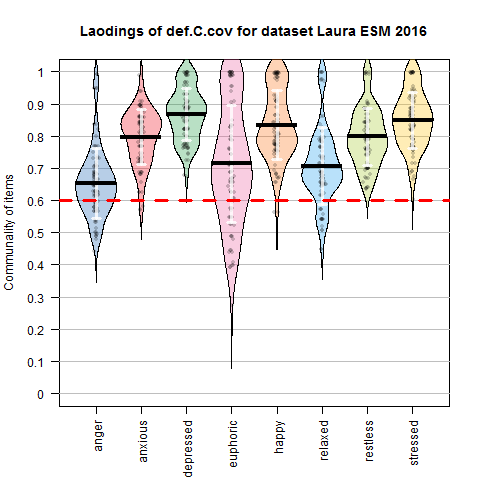 Laodings of def.C.cov for dataset Laura ESM 2016
Communality of items
1
0.9
0.8
0.7
0.6
0.5
0.4
0.3
0.2
0.1
0
anger
anxious
depressed
euphoric
happy
relaxed
restless
stressed